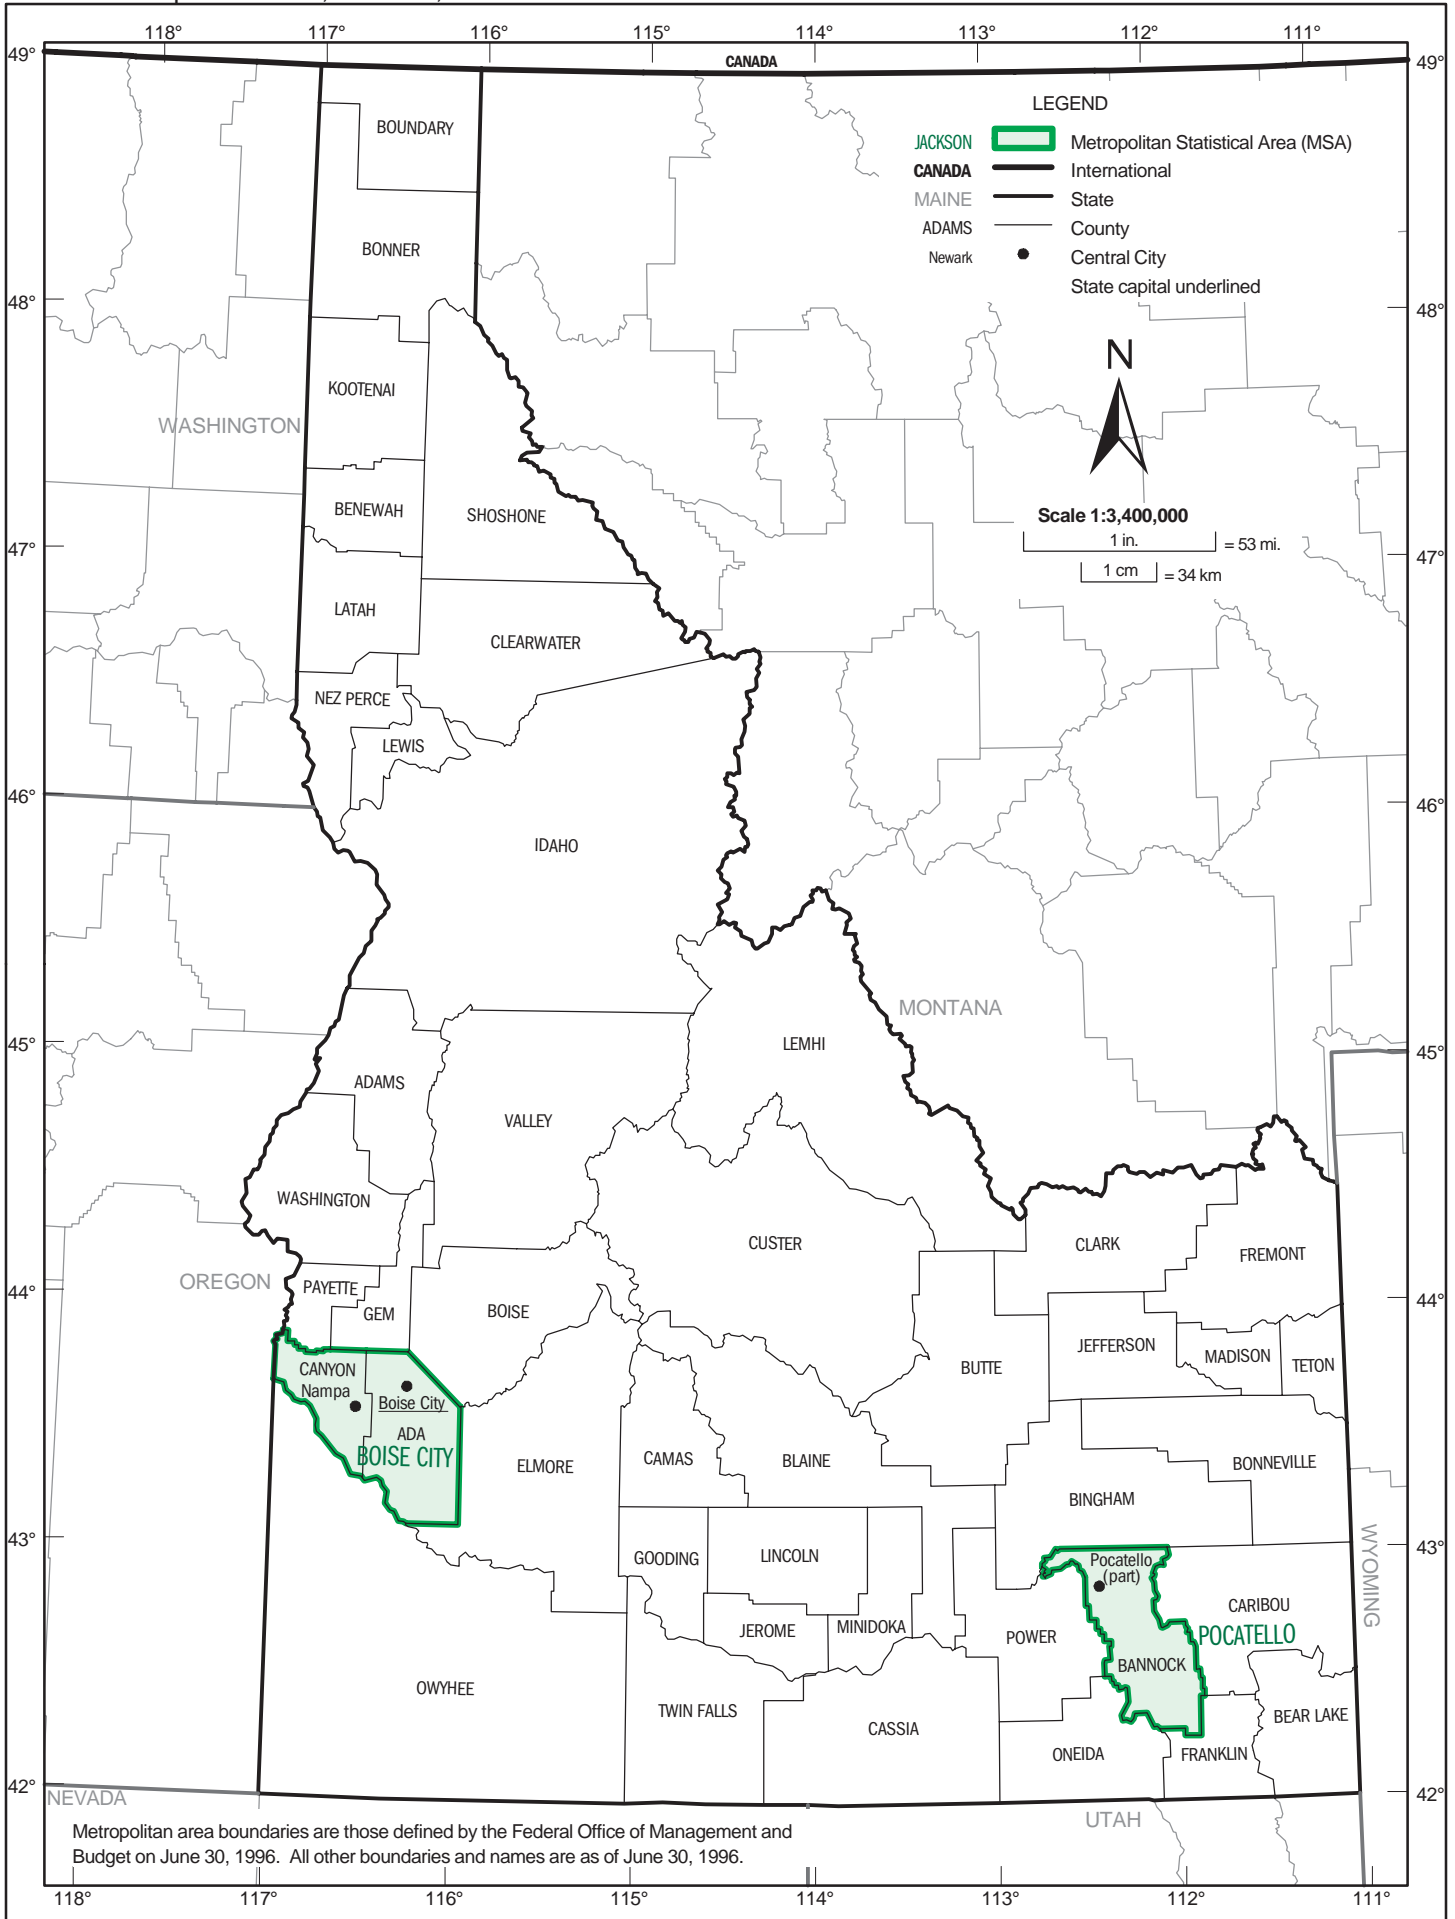 118°
117°
116°
115°
114°
113°
112°
111°
49°
CANADA
49°
LEGEND
JACKSON
Metropolitan Statistical Area (MSA)
CANADA
International
MAINE
State
ADAMS
County
Newark
Central City
State capital underlined
BOUNDARY
BONNER
48°
48°
N
KOOTENAI
WASHINGTON
BENEWAH
SHOSHONE
Scale 1:3,400,000
1 in.
= 53 mi.
1 cm
= 34 km
47°
47°
LATAH
CLEARWATER
NEZ PERCE
LEWIS
46°
46°
IDAHO
MONTANA
45°
45°
LEMHI
ADAMS
VALLEY
WASHINGTON
CUSTER
CLARK
FREMONT
OREGON
44°
44°
PAYETTE
GEM
BOISE
JEFFERSON
MADISON
TETON
BUTTE
CANYON
Nampa
Boise City
ADA
BOISE CITY
ELMORE
CAMAS
BLAINE
BONNEVILLE
BINGHAM
43°
43°
WYOMING
GOODING
LINCOLN
Pocatello
(part)
CARIBOU
POCATELLO
JEROME
MINIDOKA
POWER
BANNOCK
OWYHEE
TWIN FALLS
CASSIA
BEAR LAKE
ONEIDA
FRANKLIN
42°
42°
NEVADA
UTAH
Metropolitan area boundaries are those defined by the Federal Office of Management and
Budget on June 30, 1996.  All other boundaries and names are as of June 30, 1996.
118°
117°
116°
115°
114°
113°
112°
111°